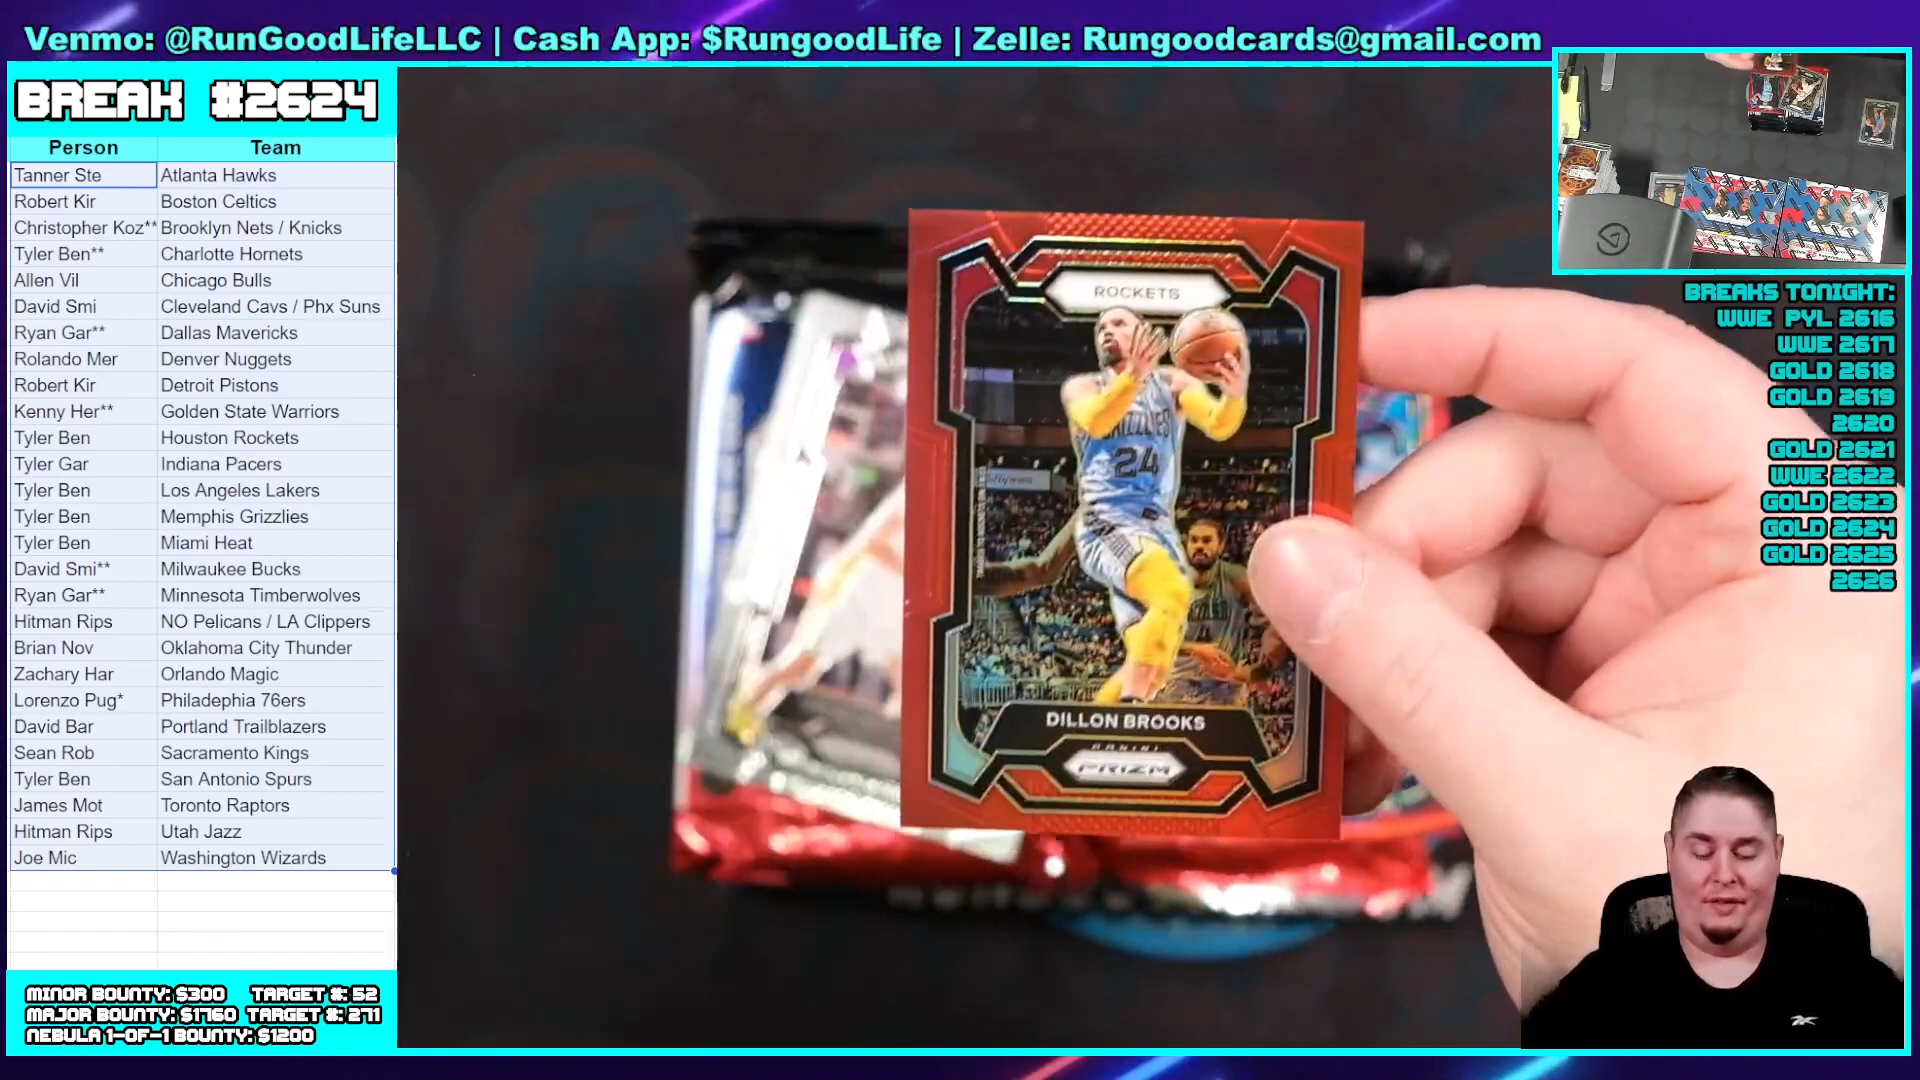 Venmo: @RunGoodLifeLLC | Cash App: $RungoodLife | Zelle: Rungoodcards@gmail.com
BREAK #2624
Person Team
Tanner Ste Atlanta Hawks
Robert Kir Boston Celtics
Christopher Koz** Brooklyn Nets / Knicks
Tyler Ben** Charlotte Hornets
Allen Vil Chicago Bulls
David Smi Cleveland Cavs / Phx Suns
Ryan Gar** Dallas Mavericks
Rolando Mer Denver Nuggets
Robert Kir Detroit Pistons
Kenny Her** Golden State Warriors
Tyler Ben Houston Rockets
Tyler Gar Indiana Pacers
Tyler Ben Los Angeles Lakers
Tyler Ben Memphis Grizzlies
Tyler Ben Miami Heat
David Smi** Milwaukee Bucks
Ryan Gar** Minnesota Timberwolves
Hitman Rips NO Pelicans / LA Clippers
Brian Nov Oklahoma City Thunder
Zachary Har Orlando Magic
Lorenzo Pug* Philadephia 76ers
David Bar Portland Trailblazers
Sean Rob Sacramento Kings
Tyler Ben San Antonio Spurs
James Mot Toronto Raptors
Hitman Rips Utah Jazz
Joe Mic Washington Wizards
MINOR BOUNTY: $300 TARGET #: 52
MAJOR BOUNTY: $1760 TARGET #: 271
NEBULA 1-OF-1 BOUNTY: $1200
ROCKETS
GRIZZLIES
24
DILLON BROOKS
PANINI
PRIZM
BREAKS TONIGHT:
WWE PYL 2616
WWE 2617
GOLD 2618
GOLD 2619
2620
GOLD 2621
WWE 2622
GOLD 2623
GOLD 2624
GOLD 2625
2626